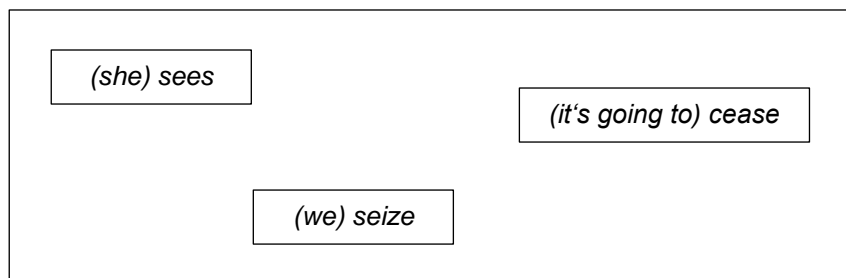 (she) sees
(it‘s going to) cease
(we) seize